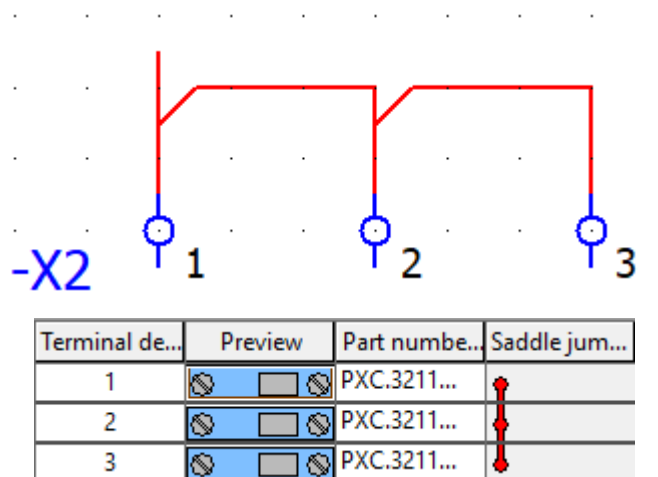 -X2 1 2 3
Terminal de... Preview Part numbe... Saddle jum...
1 PXC.3211...
2 PXC.3211...
3 PXC.3211...